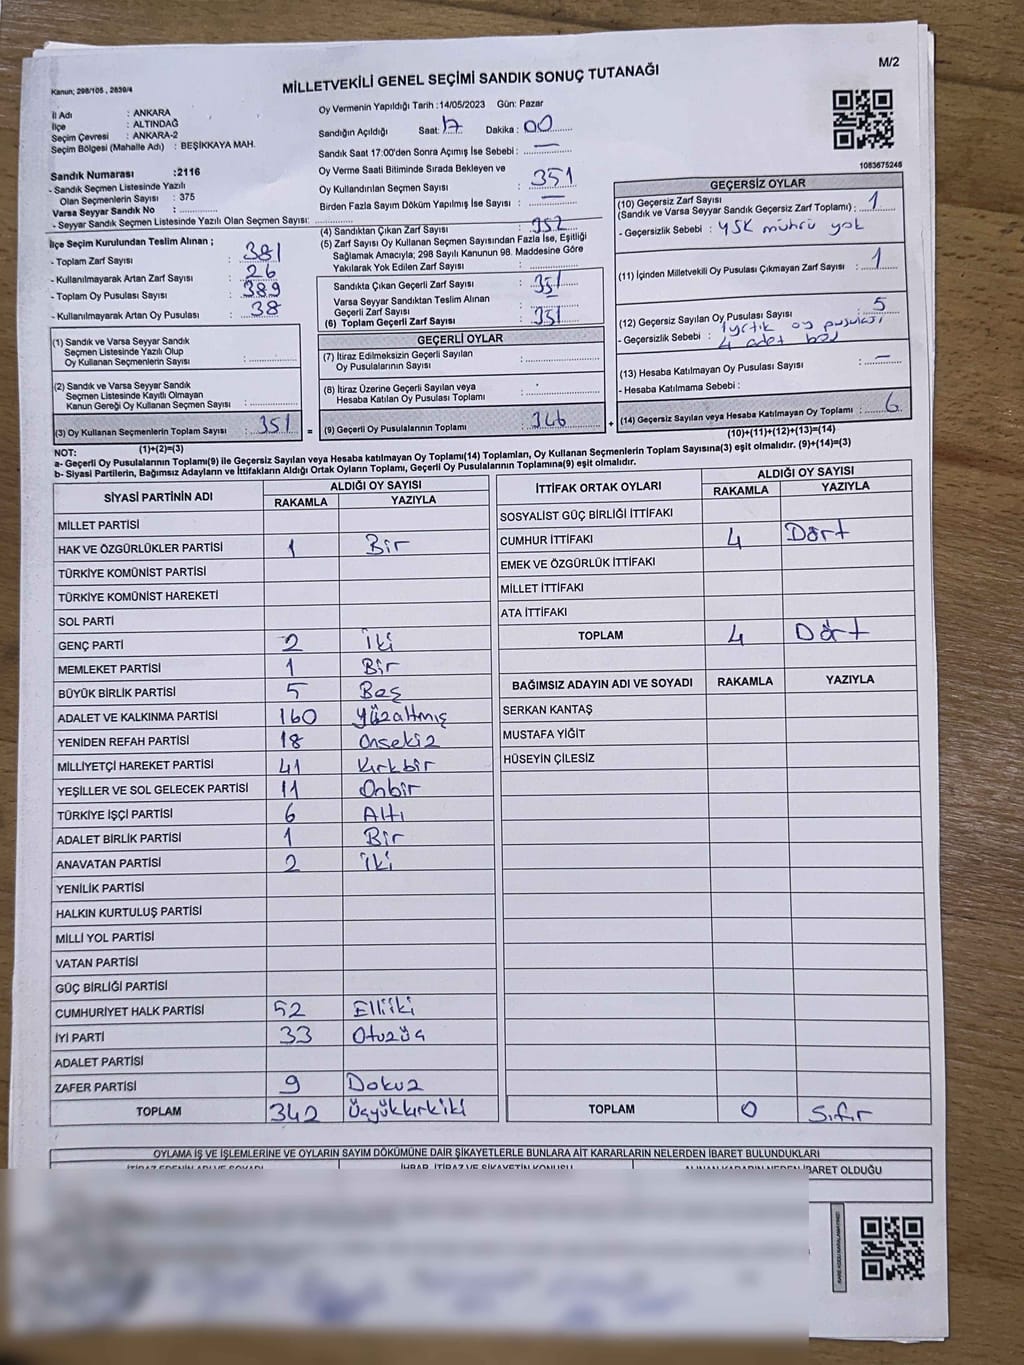 M/2
Kanun; 298/105 , 2839/4
MİLLETVEKİLİ GENEL SEÇİMİ SANDIK SONUÇ TUTANAĞI
İl Adı : ANKARA
İlçe : ALTINDAĞ
Seçim Çevresi : ANKARA-2
Seçim Bölgesi (Mahalle Adı) : BEŞİKKAYA MAH.
Sandık Numarası :2116
- Sandık Seçmen Listesinde Yazılı
Olan Seçmenlerin Sayısı : 375
Varsa Seyyar Sandık No :
- Seyyar Sandık Seçmen Listesinde Yazılı Olan Seçmen Sayısı:
İlçe Seçim Kurulundan Teslim Alınan ;
- Toplam Zarf Sayısı : 381
- Kullanılmayarak Artan Zarf Sayısı : 26
- Toplam Oy Pusulası Sayısı : 389
- Kullanılmayarak Artan Oy Pusulası : 38
(1) Sandık ve Varsa Seyyar Sandık
Seçmen Listesinde Yazılı Olup
Oy Kullanan Seçmenlerin Sayısı :
(2) Sandık ve Varsa Seyyar Sandık
Seçmen Listesinde Kayıtlı Olmayan
Kanun Gereği Oy Kullanan Seçmen Sayısı :
(3) Oy Kullanan Seçmenlerin Toplam Sayısı : 351
(1)+(2)=(3)
Oy Vermenin Yapıldığı Tarih :14/05/2023 Gün: Pazar
Sandığın Açıldığı Saat: 17 Dakika : 00
Sandık Saat 17:00'den Sonra Açımış İse Sebebi : —
Oy Verme Saati Bitiminde Sırada Bekleyen ve
Oy Kullandırılan Seçmen Sayısı : 351
Birden Fazla Sayım Döküm Yapılmış İse Sayısı : —
(4) Sandıktan Çıkan Zarf Sayısı : 352
(5) Zarf Sayısı Oy Kullanan Seçmen Sayısından Fazla İse, Eşitliği
Sağlamak Amacıyla; 298 Sayılı Kanunun 98. Maddesine Göre
Yakılarak Yok Edilen Zarf Sayısı :
Sandıkta Çıkan Geçerli Zarf Sayısı : 351
Varsa Seyyar Sandıktan Teslim Alınan
Geçerli Zarf Sayısı : —
(6) Toplam Geçerli Zarf Sayısı : 351
GEÇERLİ OYLAR
(7) İtiraz Edilmeksizin Geçerli Sayılan
Oy Pusulalarının Sayısı :
(8) İtiraz Üzerine Geçerli Sayılan veya
Hesaba Katılan Oy Pusulası Toplamı :
= (9) Geçerli Oy Pusulalarının Toplamı : 346
1083675248
GEÇERSİZ OYLAR
(10) Geçersiz Zarf Sayısı
(Sandık ve Varsa Seyyar Sandık Geçersiz Zarf Toplamı) : 1
- Geçersizlik Sebebi : YSK mührü yok
(11) İçinden Milletvekili Oy Pusulası Çıkmayan Zarf Sayısı : 1
(12) Geçersiz Sayılan Oy Pusulası Sayısı : 5
- Geçersizlik Sebebi : 1 yırtık oy pusulası
4 adet boş
(13) Hesaba Katılmayan Oy Pusulası Sayısı : —
- Hesaba Katılmama Sebebi :
+ (14) Geçersiz Sayılan veya Hesaba Katılmayan Oy Toplamı : 6
(10)+(11)+(12)+(13)=(14)
NOT:
a- Geçerli Oy Pusulalarının Toplamı(9) ile Geçersiz Sayılan veya Hesaba katılmayan Oy Toplamı(14) Toplamları, Oy Kullanan Seçmenlerin Toplam Sayısına(3) eşit olmalıdır. (9)+(14)=(3)
b- Siyasi Partilerin, Bağımsız Adayların ve İttifakların Aldığı Ortak Oyların Toplamı, Geçerli Oy Pusulalarının Toplamına(9) eşit olmalıdır.
SİYASİ PARTİNİN ADI ALDIĞI OY SAYISI
RAKAMLA YAZIYLA
MİLLET PARTİSİ
HAK VE ÖZGÜRLÜKLER PARTİSİ 1 Bir
TÜRKİYE KOMÜNİST PARTİSİ
TÜRKİYE KOMÜNİST HAREKETİ
SOL PARTİ
GENÇ PARTİ 2 İki
MEMLEKET PARTİSİ 1 Bir
BÜYÜK BİRLİK PARTİSİ 5 Beş
ADALET VE KALKINMA PARTİSİ 160 Yüzaltmış
YENİDEN REFAH PARTİSİ 18 Onsekiz
MİLLİYETÇİ HAREKET PARTİSİ 41 Kırkbir
YEŞİLLER VE SOL GELECEK PARTİSİ 11 Onbir
TÜRKİYE İŞÇİ PARTİSİ 6 Altı
ADALET BİRLİK PARTİSİ 1 Bir
ANAVATAN PARTİSİ 2 İki
YENİLİK PARTİSİ
HALKIN KURTULUŞ PARTİSİ
MİLLİ YOL PARTİSİ
VATAN PARTİSİ
GÜÇ BİRLİĞİ PARTİSİ
CUMHURİYET HALK PARTİSİ 52 Elliiki
İYİ PARTİ 33 Otuzüç
ADALET PARTİSİ
ZAFER PARTİSİ 9 Dokuz
TOPLAM 342 Üçyükkırkiki
İTTİFAK ORTAK OYLARI ALDIĞI OY SAYISI
RAKAMLA YAZIYLA
SOSYALİST GÜÇ BİRLİĞİ İTTİFAKI
CUMHUR İTTİFAKI 4 Dört
EMEK VE ÖZGÜRLÜK İTTİFAKI
MİLLET İTTİFAKI
ATA İTTİFAKI
TOPLAM 4 Dört
BAĞIMSIZ ADAYIN ADI VE SOYADI RAKAMLA YAZIYLA
SERKAN KANTAŞ
MUSTAFA YİĞİT
HÜSEYİN ÇİLESİZ
TOPLAM 0 Sıfır
OYLAMA İŞ VE İŞLEMLERİNE VE OYLARIN SAYIM DÖKÜMÜNE DAİR ŞİKAYETLERLE BUNLARA AİT KARARLARIN NELERDEN İBARET BULUNDUKLARI
İTİRAZ EDENİN ADI VE SOYADI İHBAR, İTİRAZ VE ŞİKAYETİN KONUSU İBARET OLDUĞU